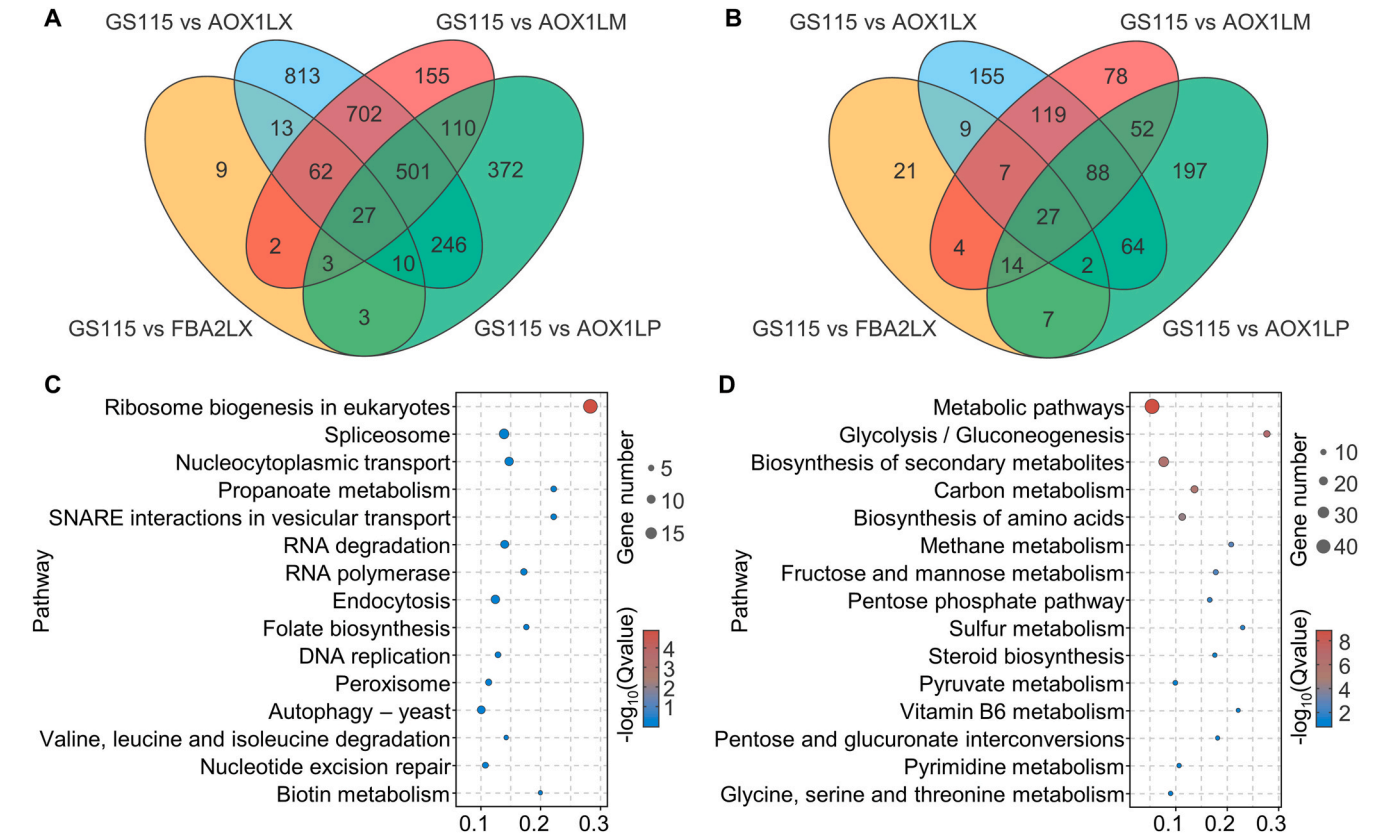 A
GS115 vs AOX1LX
GS115 vs AOX1LM
813
155
702
13
110
9
62
501
372
27
2
246
3
10
3
GS115 vs FBA2LX
GS115 vs AOX1LP
B
GS115 vs AOX1LX
GS115 vs AOX1LM
155
78
119
9
52
21
7
88
197
27
4
64
14
2
7
GS115 vs FBA2LX
GS115 vs AOX1LP
C
Pathway
Ribosome biogenesis in eukaryotes
Spliceosome
Nucleocytoplasmic transport
Propanoate metabolism
SNARE interactions in vesicular transport
RNA degradation
RNA polymerase
Endocytosis
Folate biosynthesis
DNA replication
Peroxisome
Autophagy – yeast
Valine, leucine and isoleucine degradation
Nucleotide excision repair
Biotin metabolism
0.1 0.2 0.3
Gene number
5
10
15
-log10(Qvalue)
4
3
2
1
D
Pathway
Metabolic pathways
Glycolysis / Gluconeogenesis
Biosynthesis of secondary metabolites
Carbon metabolism
Biosynthesis of amino acids
Methane metabolism
Fructose and mannose metabolism
Pentose phosphate pathway
Sulfur metabolism
Steroid biosynthesis
Pyruvate metabolism
Vitamin B6 metabolism
Pentose and glucuronate interconversions
Pyrimidine metabolism
Glycine, serine and threonine metabolism
0.1 0.2 0.3
Gene number
10
20
30
40
-log10(Qvalue)
8
6
4
2